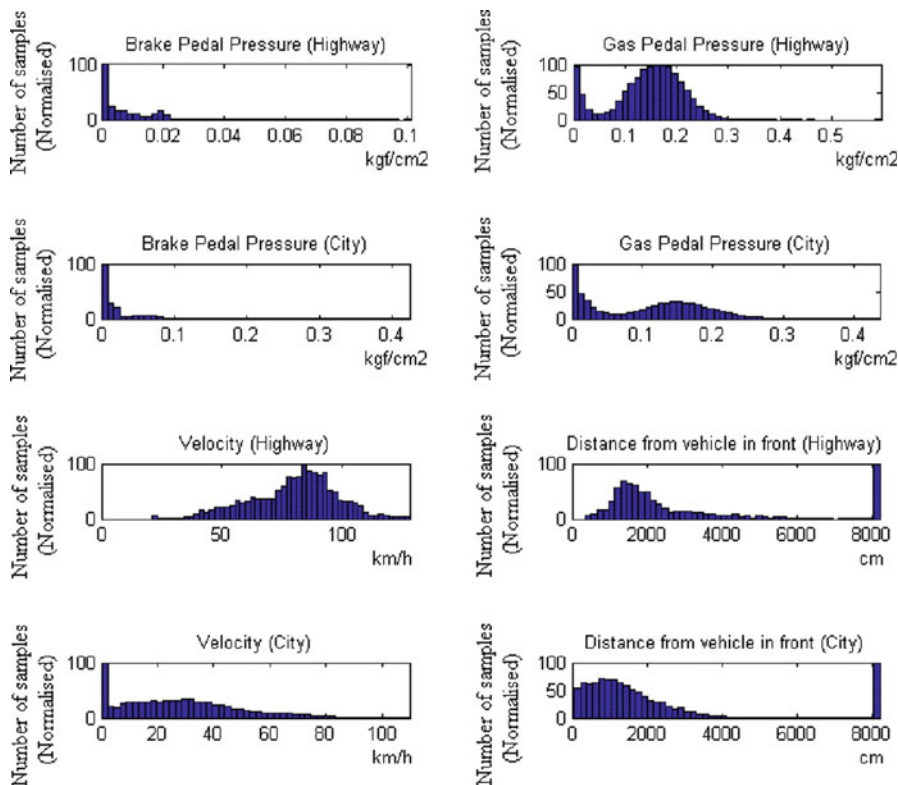 Brake Pedal Pressure (Highway)
Number of samples
(Normalised)
100
50
0
0 0.02 0.04 0.06 0.08 0.1
kgf/cm2
Gas Pedal Pressure (Highway)
Number of samples
(Normalised)
100
50
0
0 0.1 0.2 0.3 0.4 0.5
kgf/cm2
Brake Pedal Pressure (City)
Number of samples
(Normalised)
100
50
0
0 0.1 0.2 0.3 0.4
kgf/cm2
Gas Pedal Pressure (City)
Number of samples
(Normalised)
100
50
0
0 0.1 0.2 0.3 0.4
kgf/cm2
Velocity (Highway)
Number of samples
(Normalised)
100
50
0
0 50 100
km/h
Distance from vehicle in front (Highway)
Number of samples
(Normalised)
100
50
0
0 2000 4000 6000 8000
cm
Velocity (City)
Number of samples
(Normalised)
100
50
0
0 20 40 60 80 100
km/h
Distance from vehicle in front (City)
Number of samples
(Normalised)
100
50
0
0 2000 4000 6000 8000
cm